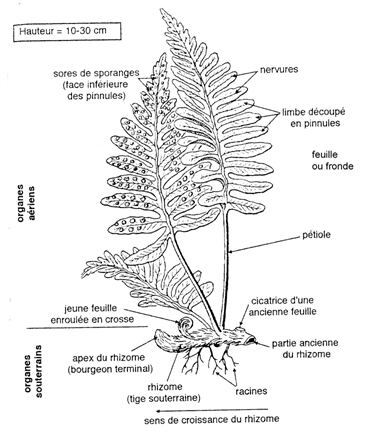 Hauteur = 10-30 cm
sores de sporanges
(face inférieure
des pinnules)
nervures
limbe découpé
en pinnules
feuille
ou fronde
organes
aériens
pétiole
cicatrice d'une
ancienne feuille
jeune feuille
enroulée en crosse
apex du rhizome
(bourgeon terminal)
partie ancienne
du rhizome
organes
souterrains
rhizome
(tige souterraine)
racines
sens de croissance du rhizome